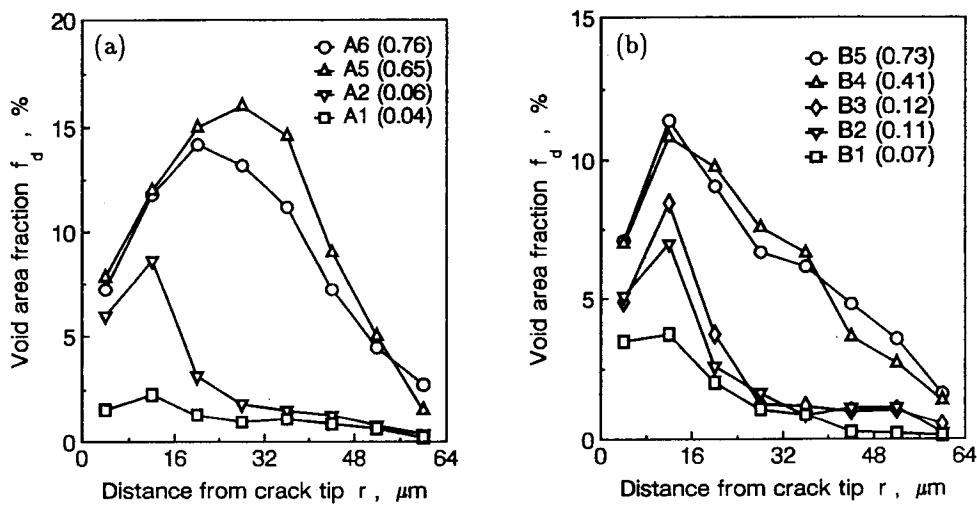 (a)
A6 (0.76)
A5 (0.65)
A2 (0.06)
A1 (0.04)
20
15
10
5
0
Void area fraction f_d , %
0 16 32 48 64
Distance from crack tip r , μm
(b)
B5 (0.73)
B4 (0.41)
B3 (0.12)
B2 (0.11)
B1 (0.07)
15
10
5
0
Void area fraction f_d , %
0 16 32 48 64
Distance from crack tip r , μm